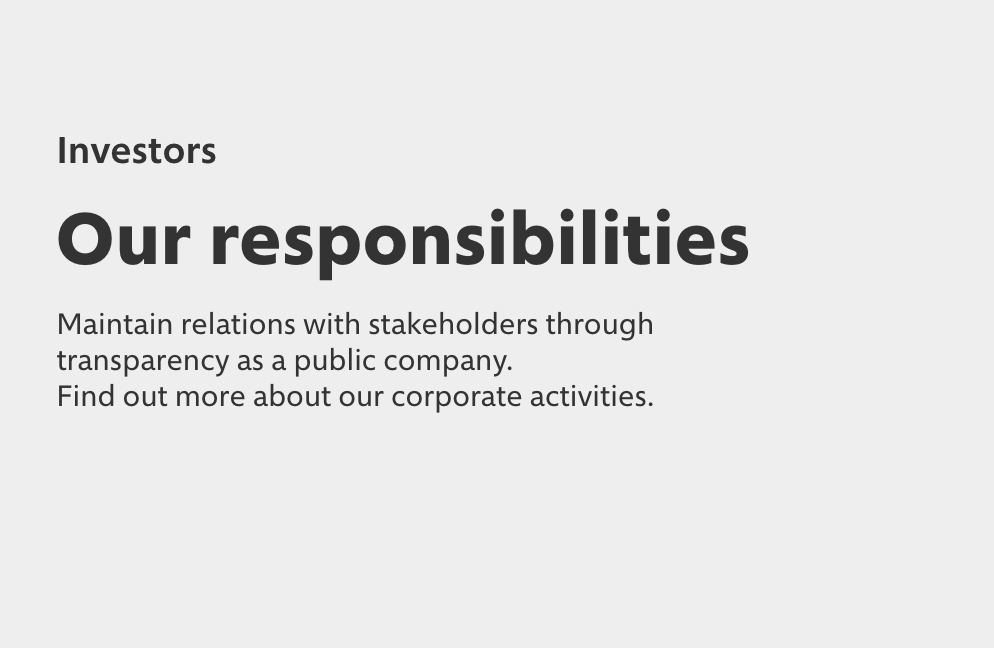 Investors
Our responsibilities
Maintain relations with stakeholders through
transparency as a public company.
Find out more about our corporate activities.